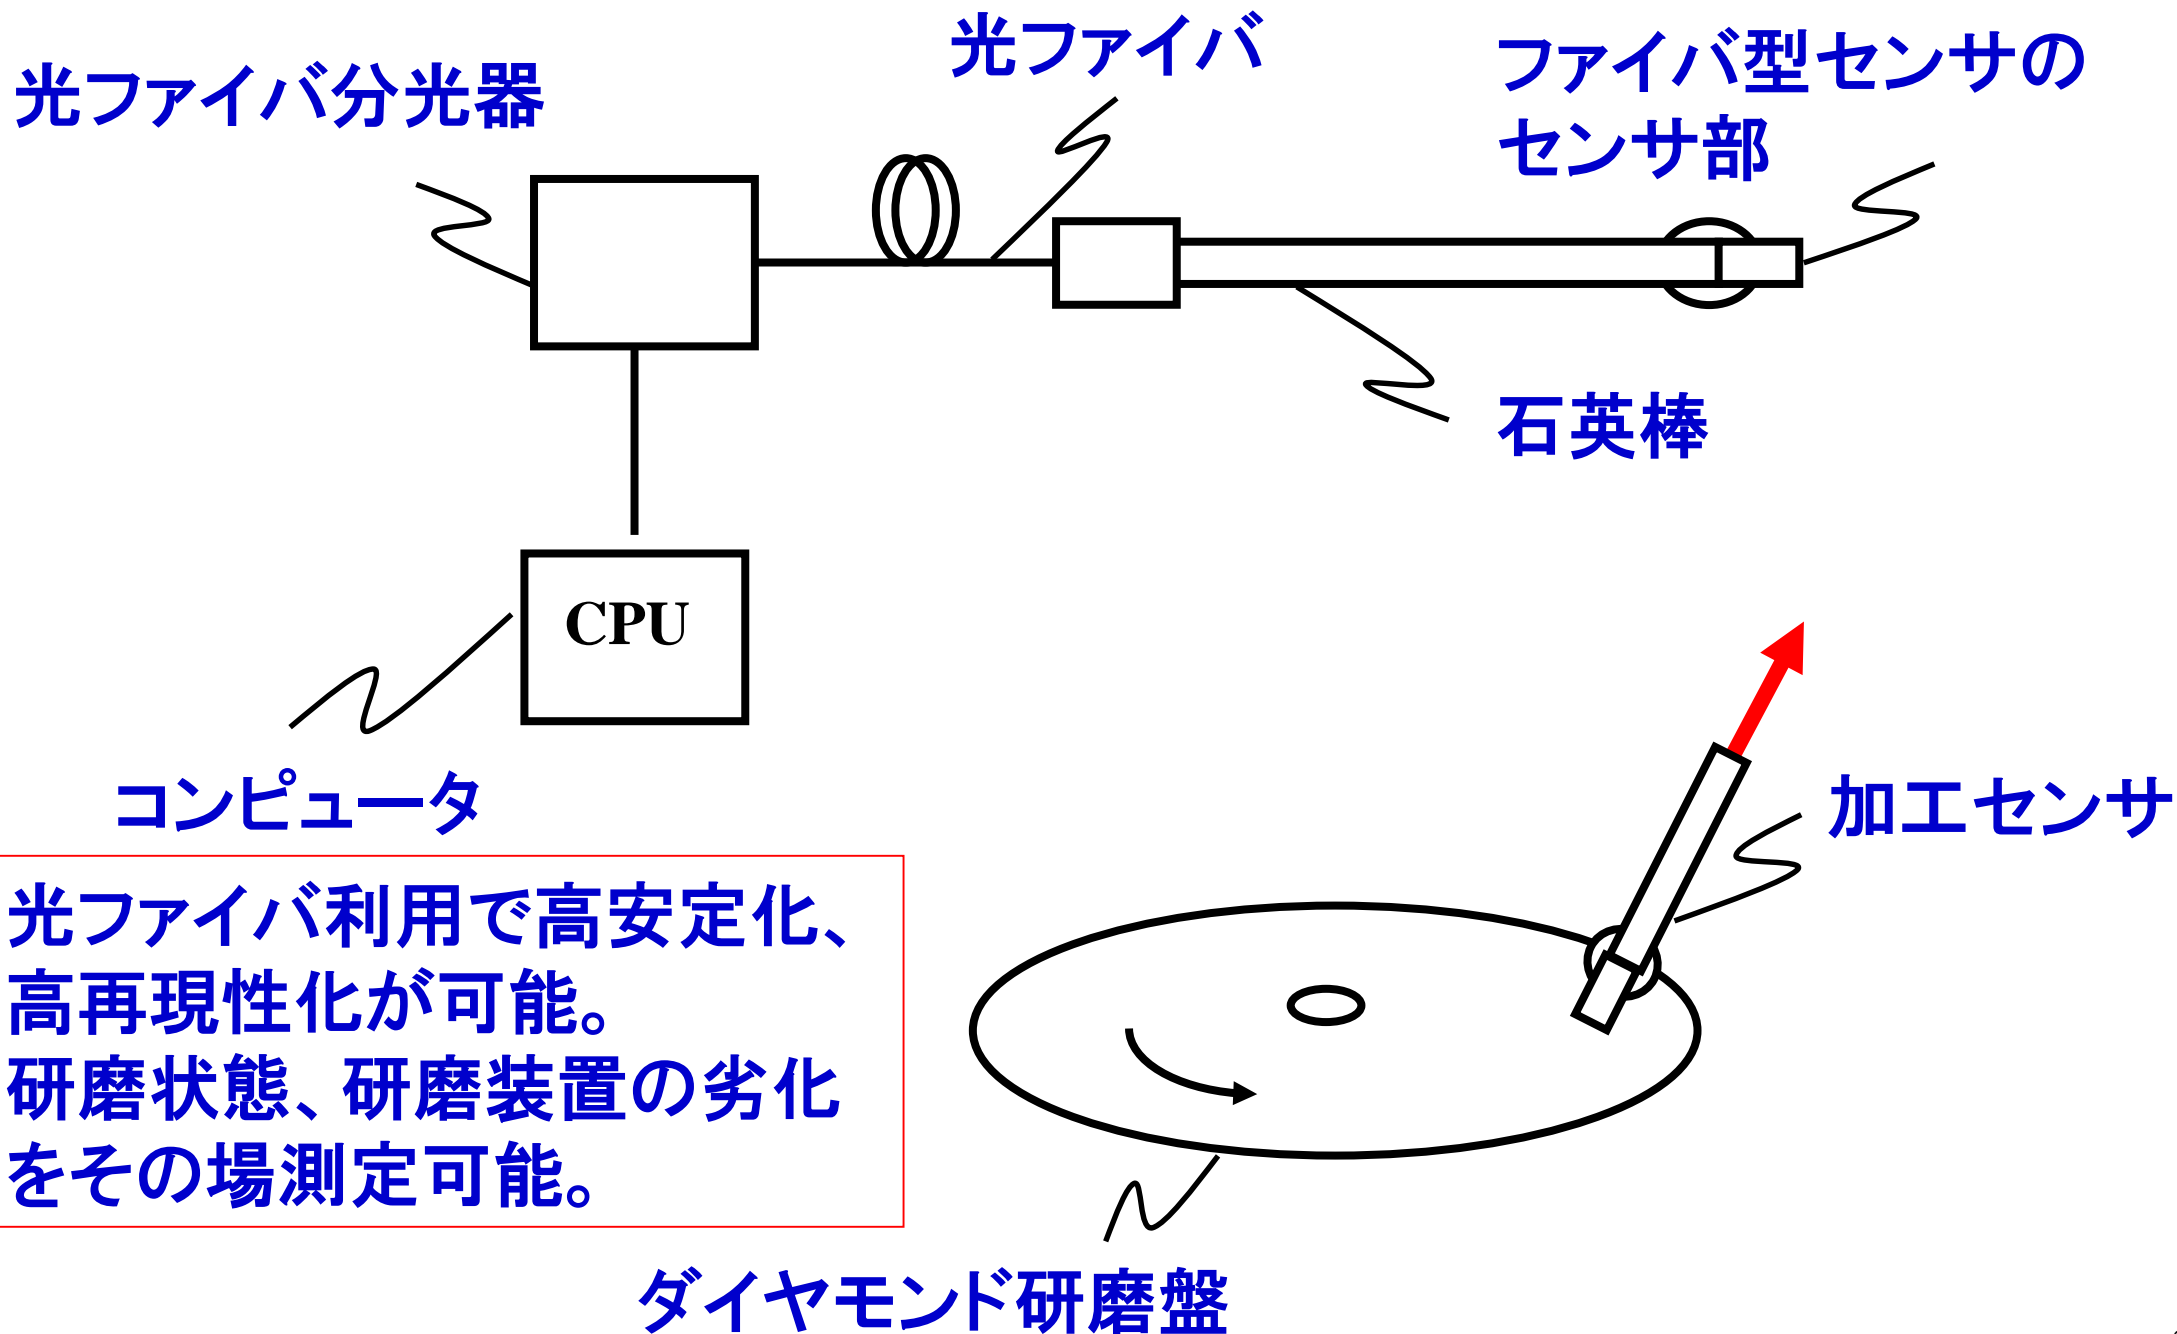 光ファイバ
ファイバ型センサの
センサ部
光ファイバ分光器
石英棒
CPU
コンピュータ
加工センサ
光ファイバ利用で高安定化、
高再現性化が可能。
研磨状態、研磨装置の劣化
をその場測定可能。
ダイヤモンド研磨盤